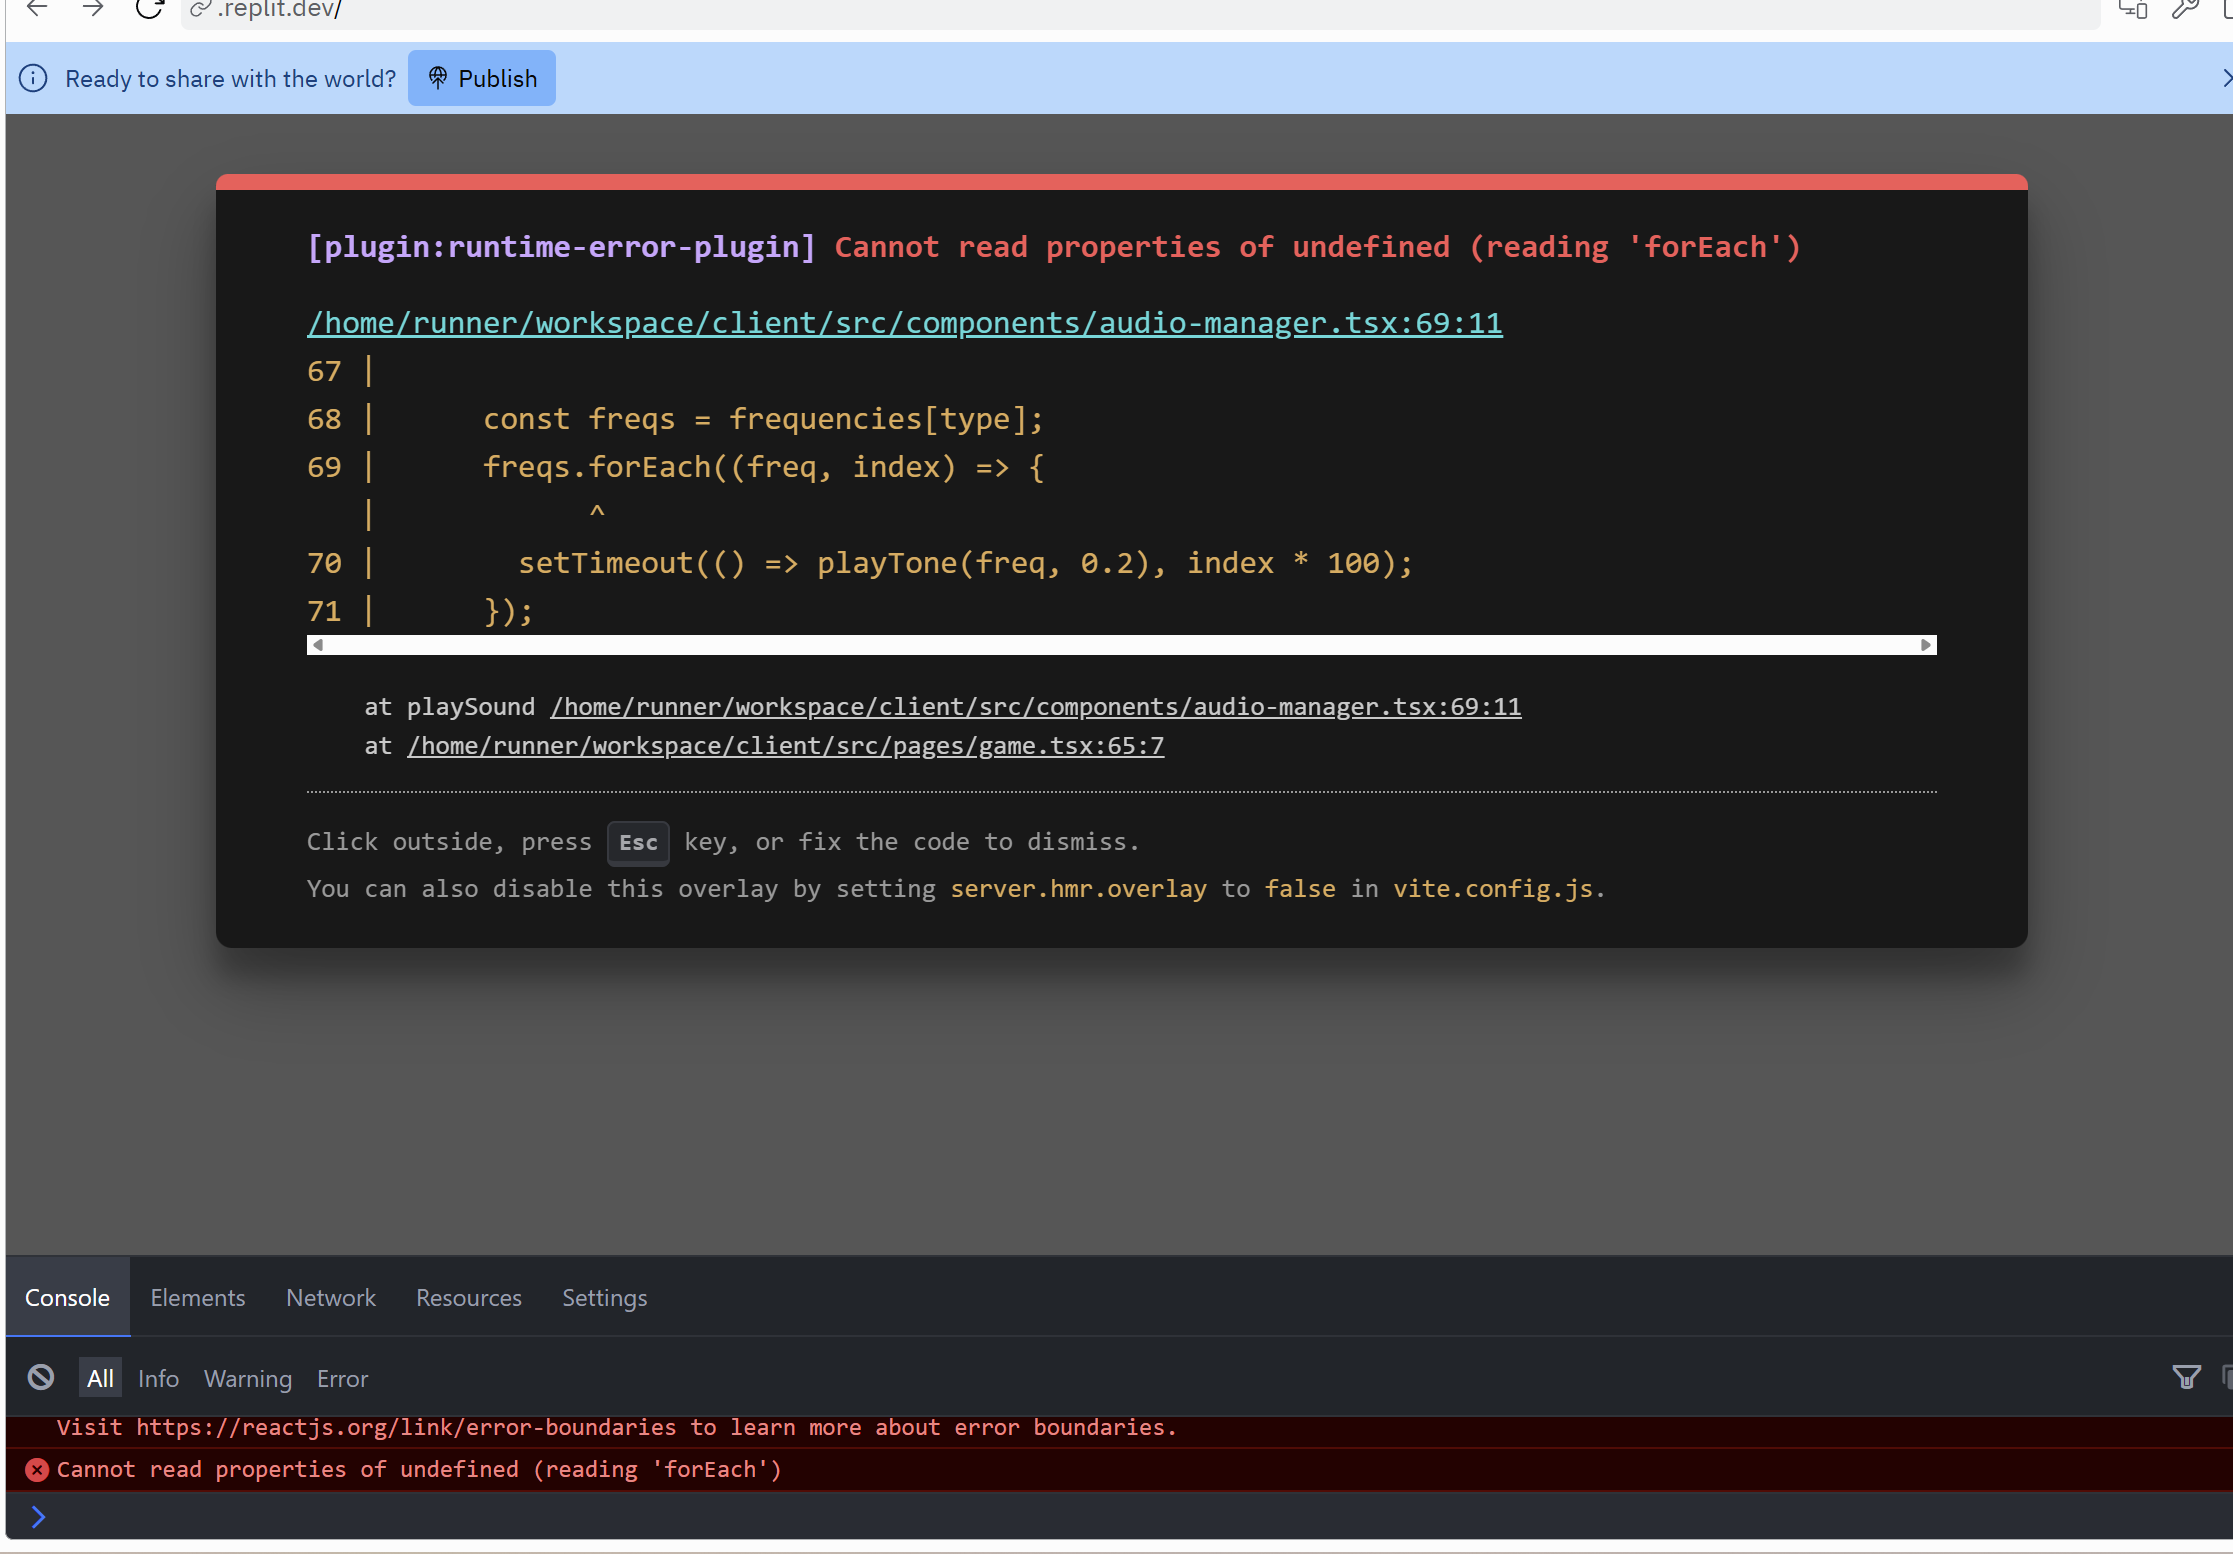 .replit.dev/
Ready to share with the world? Publish
[plugin:runtime-error-plugin] Cannot read properties of undefined (reading 'forEach')
/home/runner/workspace/client/src/components/audio-manager.tsx:69:11
67 |
68 |      const freqs = frequencies[type];
69 |      freqs.forEach((freq, index) => {
   |            ^
70 |        setTimeout(() => playTone(freq, 0.2), index * 100);
71 |      });
at playSound /home/runner/workspace/client/src/components/audio-manager.tsx:69:11
at /home/runner/workspace/client/src/pages/game.tsx:65:7
Click outside, press Esc key, or fix the code to dismiss.
You can also disable this overlay by setting server.hmr.overlay to false in vite.config.js.
Console Elements Network Resources Settings
All Info Warning Error
Visit https://reactjs.org/link/error-boundaries to learn more about error boundaries.
Cannot read properties of undefined (reading 'forEach')